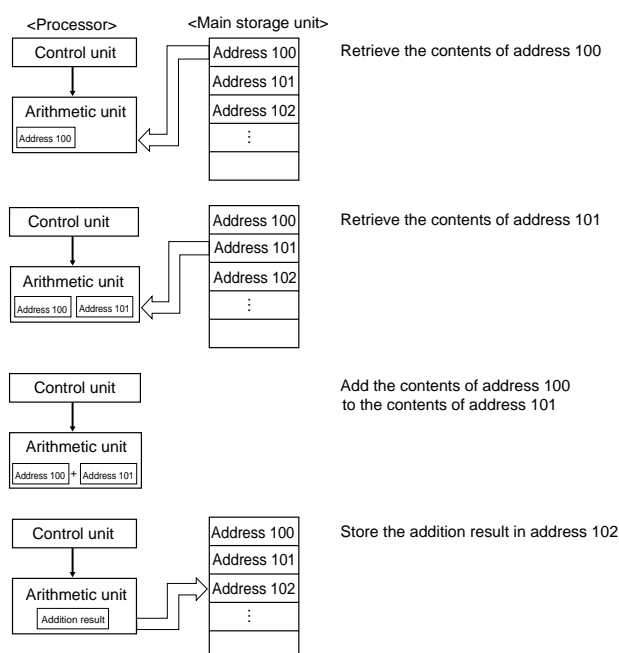 <Processor> <Main storage unit>
Control unit
Arithmetic unit
Address 100
Address 100
Address 101
Address 102
⋮
Retrieve the contents of address 100
Control unit
Arithmetic unit
Address 100 Address 101
Address 100
Address 101
Address 102
⋮
Retrieve the contents of address 101
Control unit
Arithmetic unit
Address 100 + Address 101
Add the contents of address 100
to the contents of address 101
Control unit
Arithmetic unit
Addition result
Address 100
Address 101
Address 102
⋮
Store the addition result in address 102